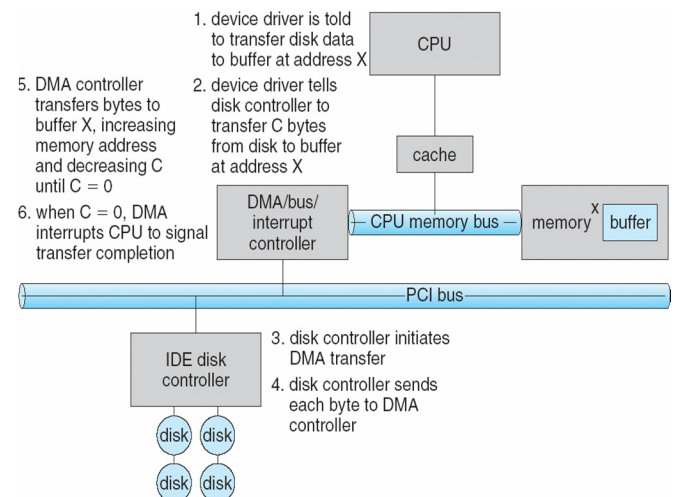 1. device driver is told
to transfer disk data
to buffer at address X
CPU
5. DMA controller
transfers bytes to
buffer X, increasing
memory address
and decreasing C
until C = 0
2. device driver tells
disk controller to
transfer C bytes
from disk to buffer
at address X
cache
6. when C = 0, DMA
interrupts CPU to signal
transfer completion
DMA/bus/
interrupt
controller
CPU memory bus
memory
X
buffer
PCI bus
IDE disk
controller
3. disk controller initiates
DMA transfer
4. disk controller sends
each byte to DMA
controller
disk
disk
disk
disk